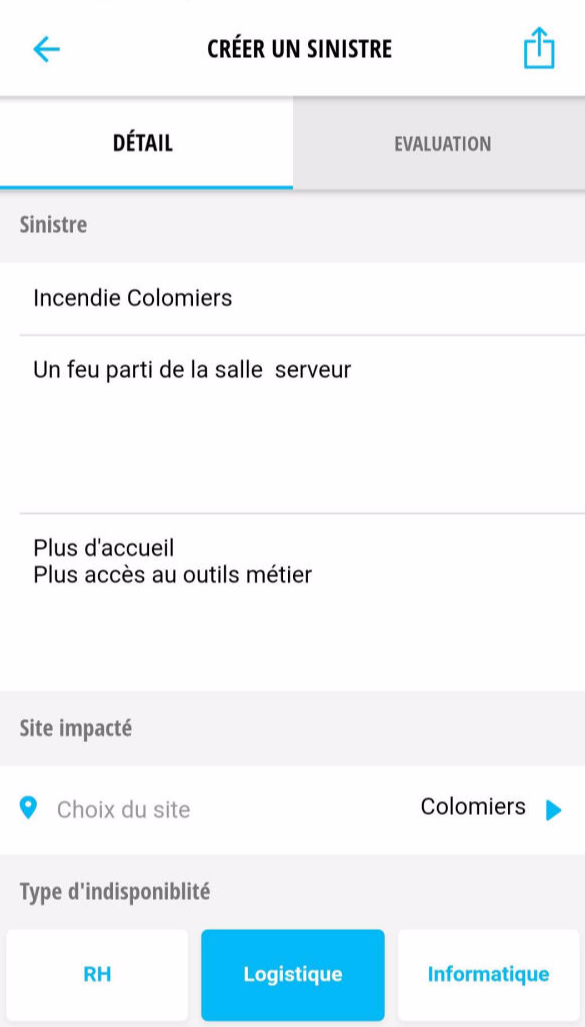 CRÉER UN SINISTRE
DÉTAIL
EVALUATION
Sinistre
Incendie Colomiers
Un feu parti de la salle serveur
Plus d'accueil
Plus accès au outils métier
Site impacté
Choix du site
Colomiers
Type d'indisponiblité
RH
Logistique
Informatique